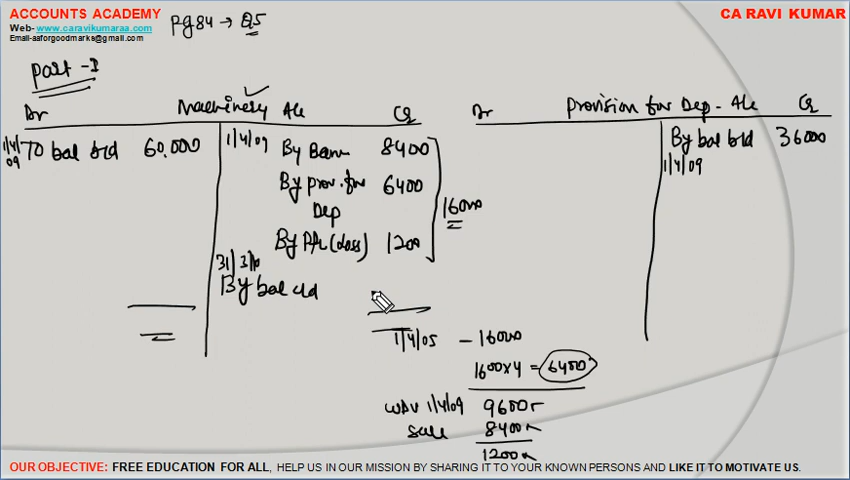 ACCOUNTS ACADEMY
CA RAVI KUMAR
Web- www.caravikumaraa.com
Email-aaforgoodmarks@gmail.com
Pg84 → Q5
Part -I
Dr Machinery A/c Cr
1/4/09 To bal b/d 60,000
1/4/09 By Bank 8400
By prov. for Dep 6400
By P/L (Loss) 1200
16000
31/3/10
By bal c/d
Dr Provision for Dep - A/c Cr
By bal b/d 36000
1/4/09
1/4/05 - 16000
1600x4 = 6400
WDV 1/4/09 9600
Sale 8400
1200
OUR OBJECTIVE: FREE EDUCATION FOR ALL, HELP US IN OUR MISSION BY SHARING IT TO YOUR KNOWN PERSONS AND LIKE IT TO MOTIVATE US.